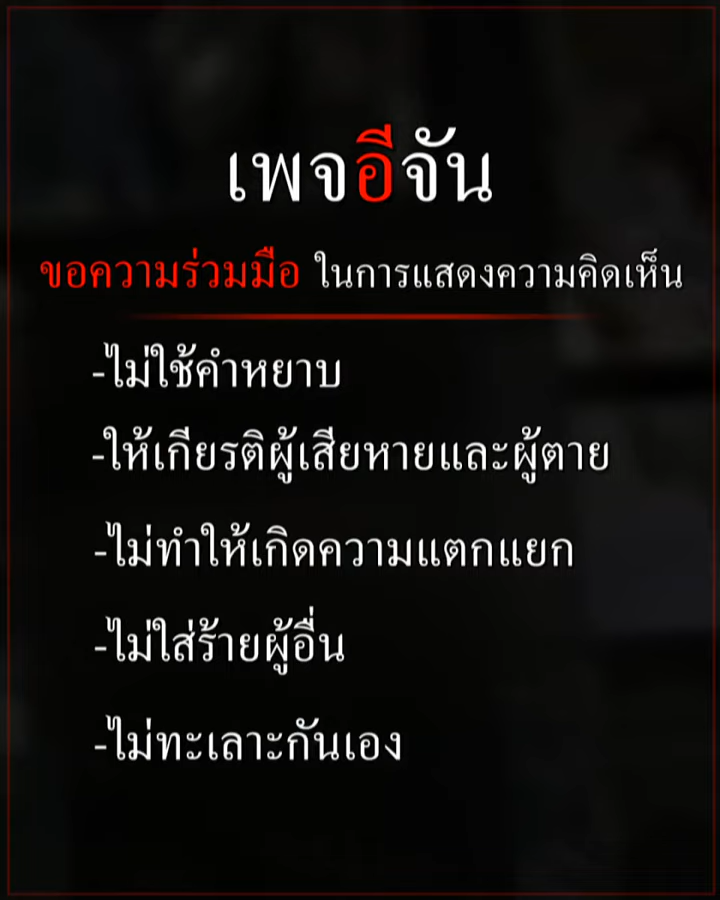 เพจอีจัน
ขอความร่วมมือ ในการแสดงความคิดเห็น
-ไม่ใช้คำหยาบ
-ให้เกียรติผู้เสียหายและผู้ตาย
-ไม่ทำให้เกิดความแตกแยก
-ไม่ใส่ร้ายผู้อื่น
-ไม่ทะเลาะกันเอง